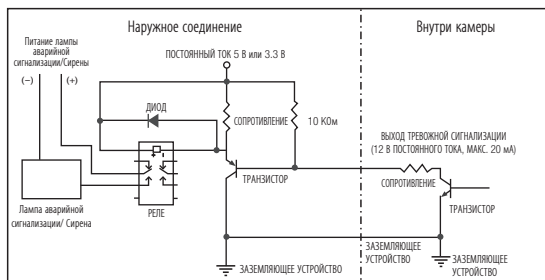 Наружное соединение
Внутри камеры
Питание лампы
аварийной
сигнализации/Сирены
(–)
(+)
ПОСТОЯННЫЙ ТОК 5 В или 3.3 В
ДИОД
СОПРОТИВЛЕНИЕ
10 КОм
ВЫХОД ТРЕВОЖНОЙ СИГНАЛИЗАЦИИ
(12 В ПОСТОЯННОГО ТОКА, МАКС. 20 мА)
СОПРОТИВЛЕНИЕ
ТРАНЗИСТОР
ТРАНЗИСТОР
РЕЛЕ
Лампа аварийной
сигнализации/ Сирена
ЗАЗЕМЛЯЮЩЕЕ УСТРОЙСТВО
ЗАЗЕМЛЯЮЩЕЕ
УСТРОЙСТВО
ЗАЗЕМЛЯЮЩЕЕ
УСТРОЙСТВО